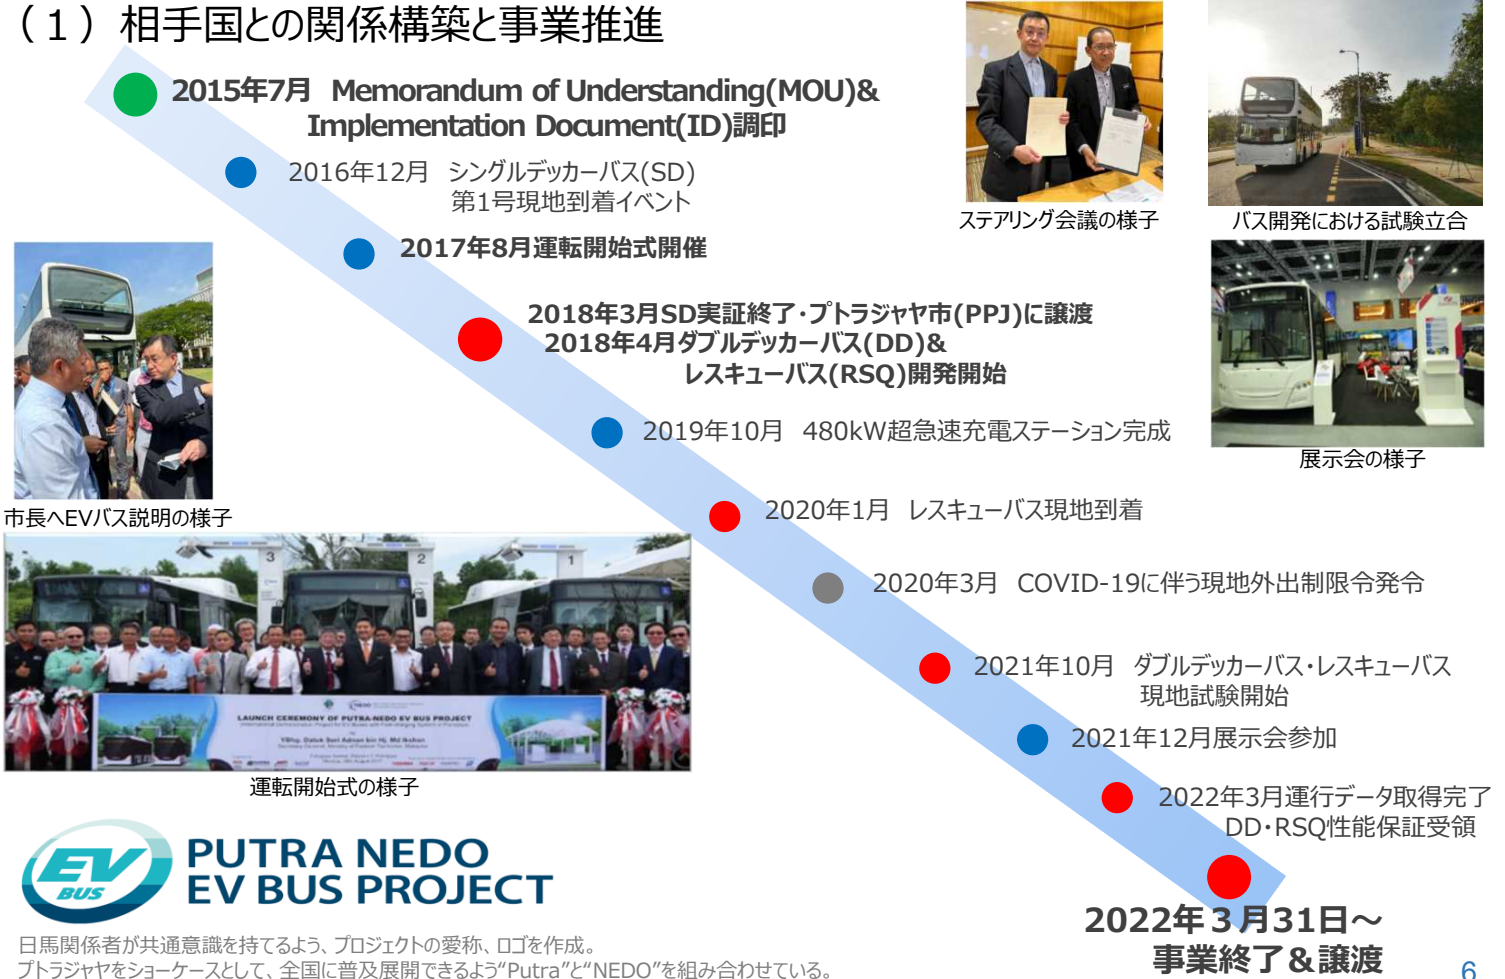 （１）相手国との関係構築と事業推進
2015年7月　Memorandum of Understanding(MOU)&
Implementation Document(ID)調印
2016年12月　シングルデッカーバス(SD)
第1号現地到着イベント
2017年8月運転開始式開催
2018年3月SD実証終了・プトラジャヤ市(PPJ)に譲渡
2018年4月ダブルデッカーバス(DD)&
レスキューバス(RSQ)開発開始
2019年10月　480kW超急速充電ステーション完成
2020年1月　レスキューバス現地到着
2020年3月　COVID-19に伴う現地外出制限令発令
2021年10月　ダブルデッカーバス・レスキューバス
現地試験開始
2021年12月展示会参加
2022年3月運行データ取得完了
DD・RSQ性能保証受領
2022年３月31日～
事業終了＆譲渡
ステアリング会議の様子
バス開発における試験立合
展示会の様子
市長へEVバス説明の様子
3
2
1
NEDO
LAUNCH CEREMONY OF PUTRA-NEDO EV BUS PROJECT
運転開始式の様子
EV
BUS
PUTRA NEDO
EV BUS PROJECT
日馬関係者が共通意識を持てるよう、プロジェクトの愛称、ロゴを作成。
プトラジャヤをショーケースとして、全国に普及展開できるよう“Putra”と“NEDO”を組み合わせている。
6